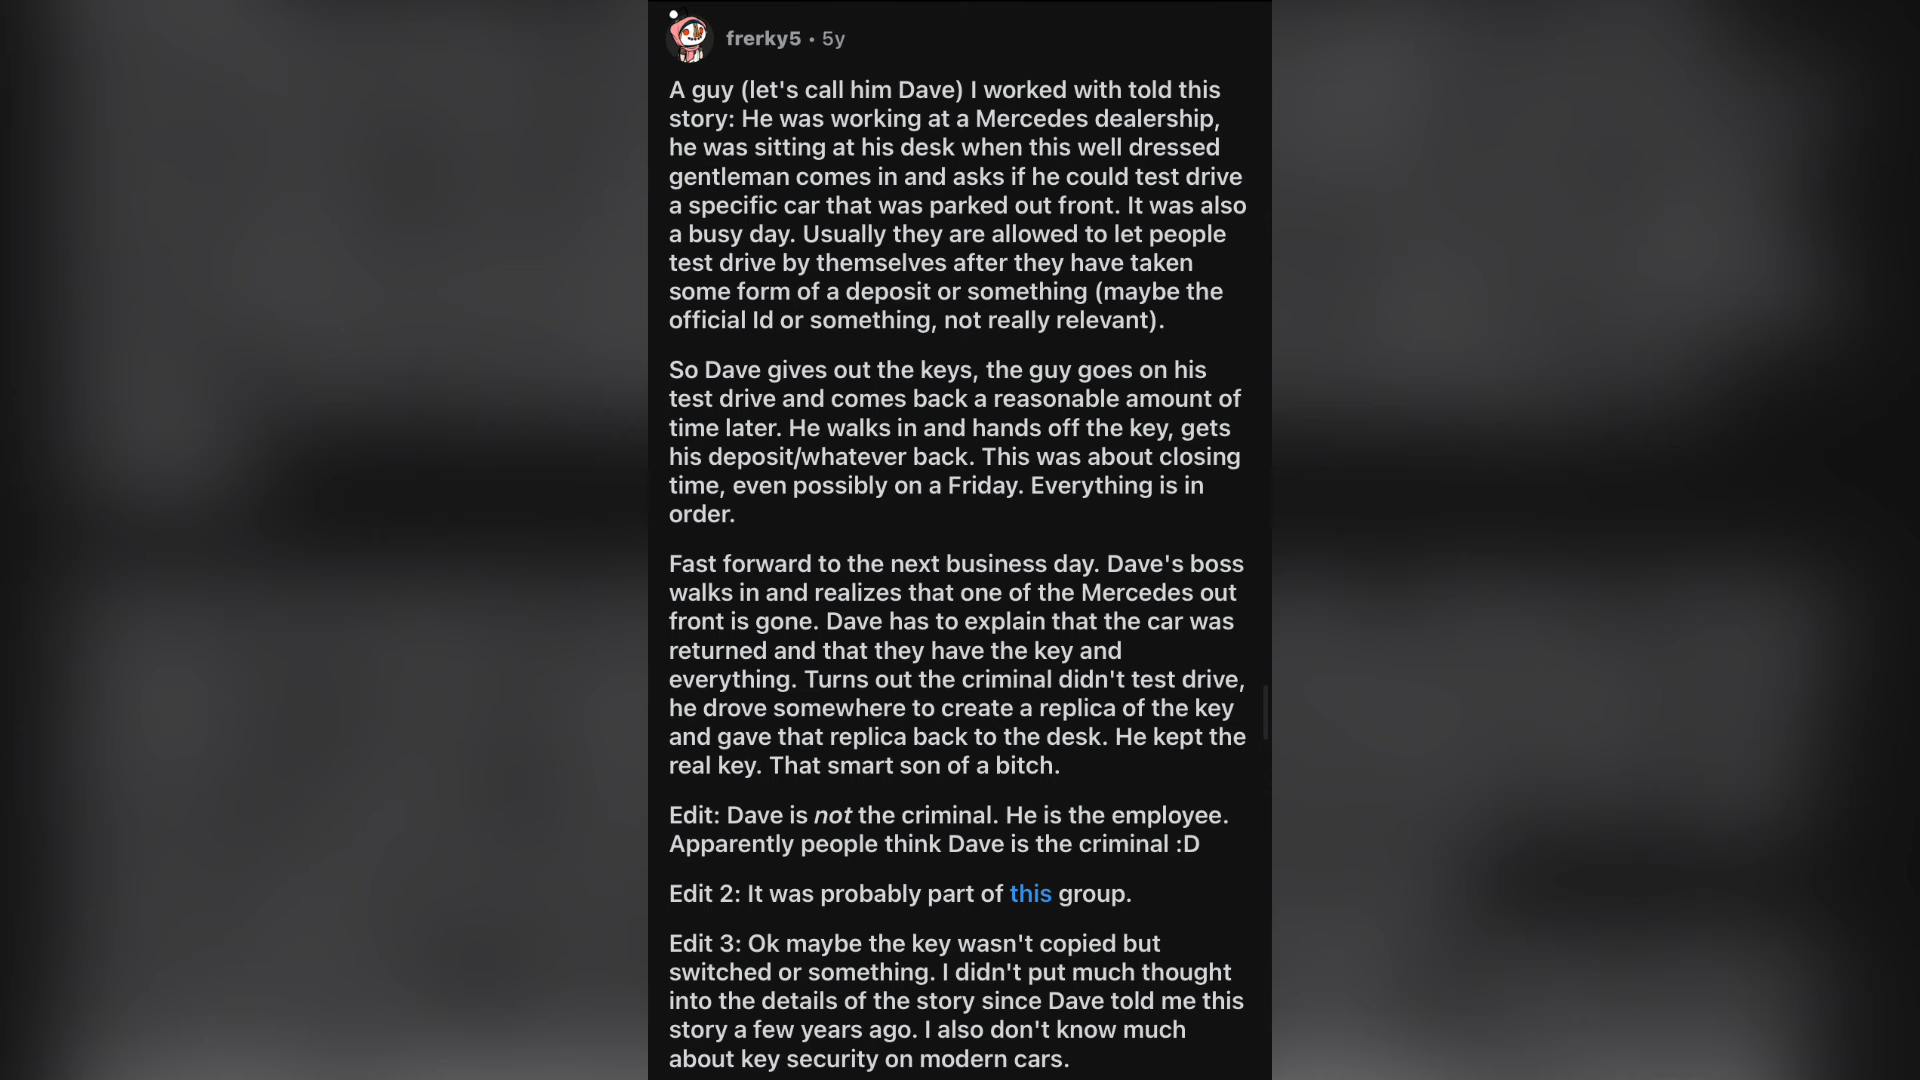 frerky5 • 5y
A guy (let's call him Dave) I worked with told this
story: He was working at a Mercedes dealership,
he was sitting at his desk when this well dressed
gentleman comes in and asks if he could test drive
a specific car that was parked out front. It was also
a busy day. Usually they are allowed to let people
test drive by themselves after they have taken
some form of a deposit or something (maybe the
official Id or something, not really relevant).
So Dave gives out the keys, the guy goes on his
test drive and comes back a reasonable amount of
time later. He walks in and hands off the key, gets
his deposit/whatever back. This was about closing
time, even possibly on a Friday. Everything is in
order.
Fast forward to the next business day. Dave's boss
walks in and realizes that one of the Mercedes out
front is gone. Dave has to explain that the car was
returned and that they have the key and
everything. Turns out the criminal didn't test drive,
he drove somewhere to create a replica of the key
and gave that replica back to the desk. He kept the
real key. That smart son of a bitch.
Edit: Dave is not the criminal. He is the employee.
Apparently people think Dave is the criminal :D
Edit 2: It was probably part of this group.
Edit 3: Ok maybe the key wasn't copied but
switched or something. I didn't put much thought
into the details of the story since Dave told me this
story a few years ago. I also don't know much
about key security on modern cars.